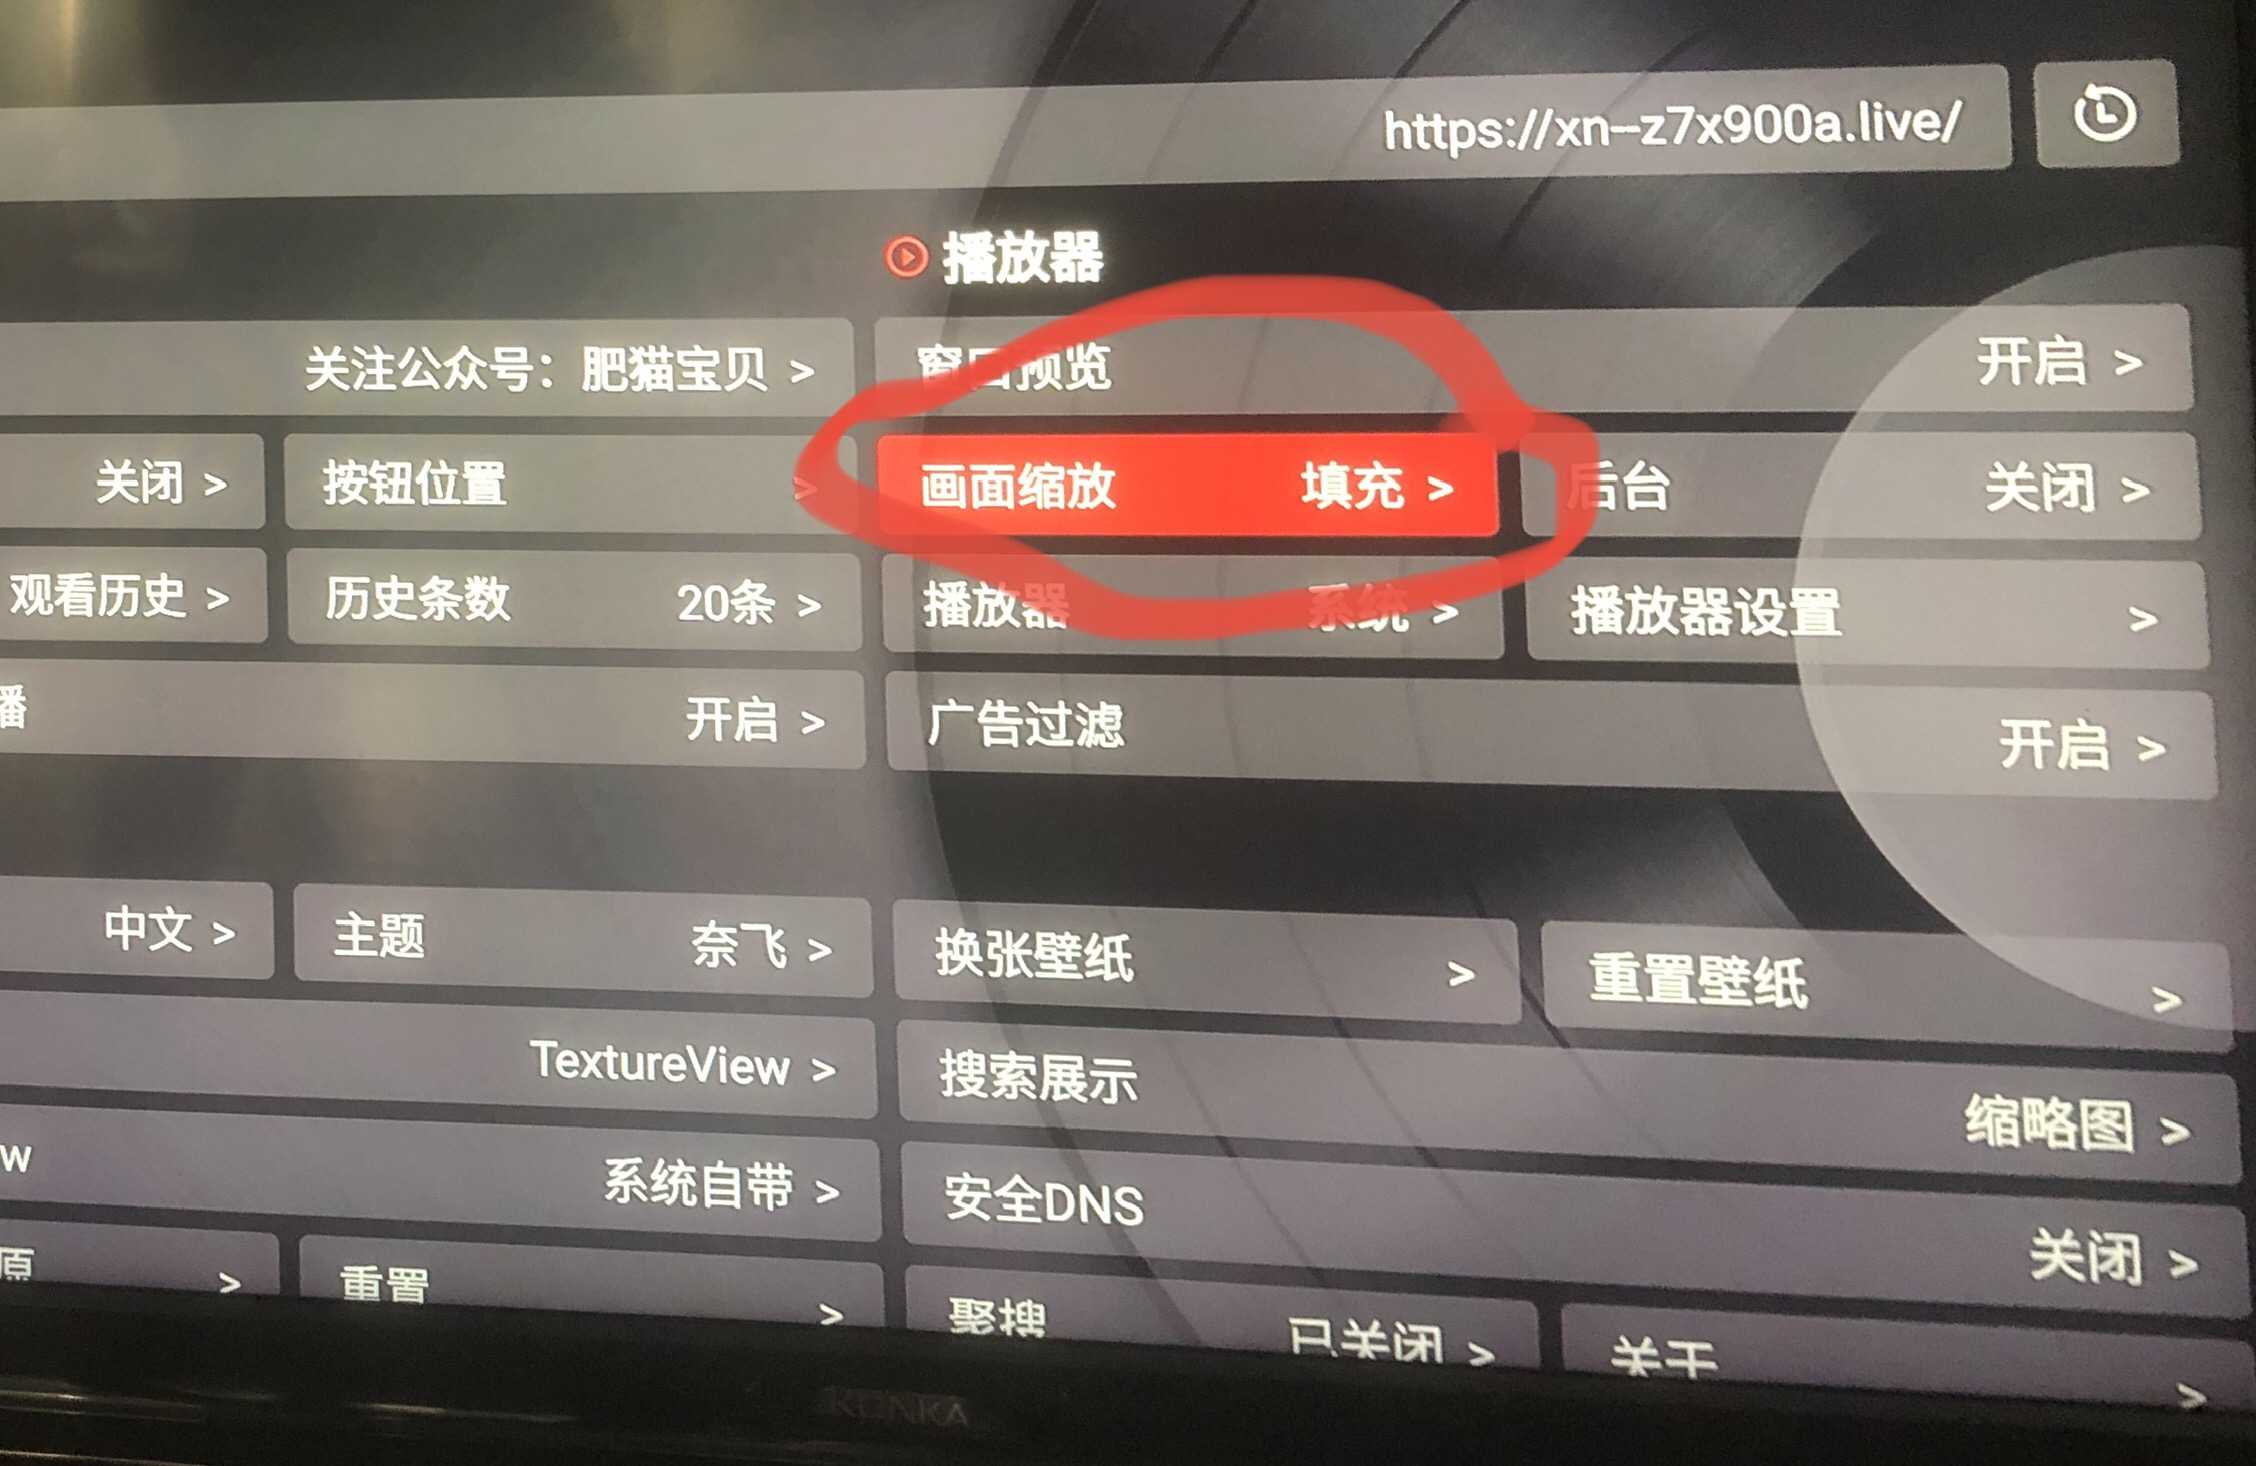 https://xn--z7x900a.live/
播放器
关注公众号：肥猫宝贝 >
窗口预览 开启 >
关闭 >
按钮位置 >
画面缩放 填充 >
后台 关闭 >
观看历史 >
历史条数 20条 >
播放器 系统 >
播放器设置 >
播 开启 >
广告过滤 开启 >
中文 >
主题 奈飞 >
换张壁纸 >
重置壁纸 >
TextureView >
搜索展示 缩略图 >
w 系统自带 >
安全DNS 关闭 >
原 >
重置 >
聚搜 已关闭 >
关于 >
KONKA